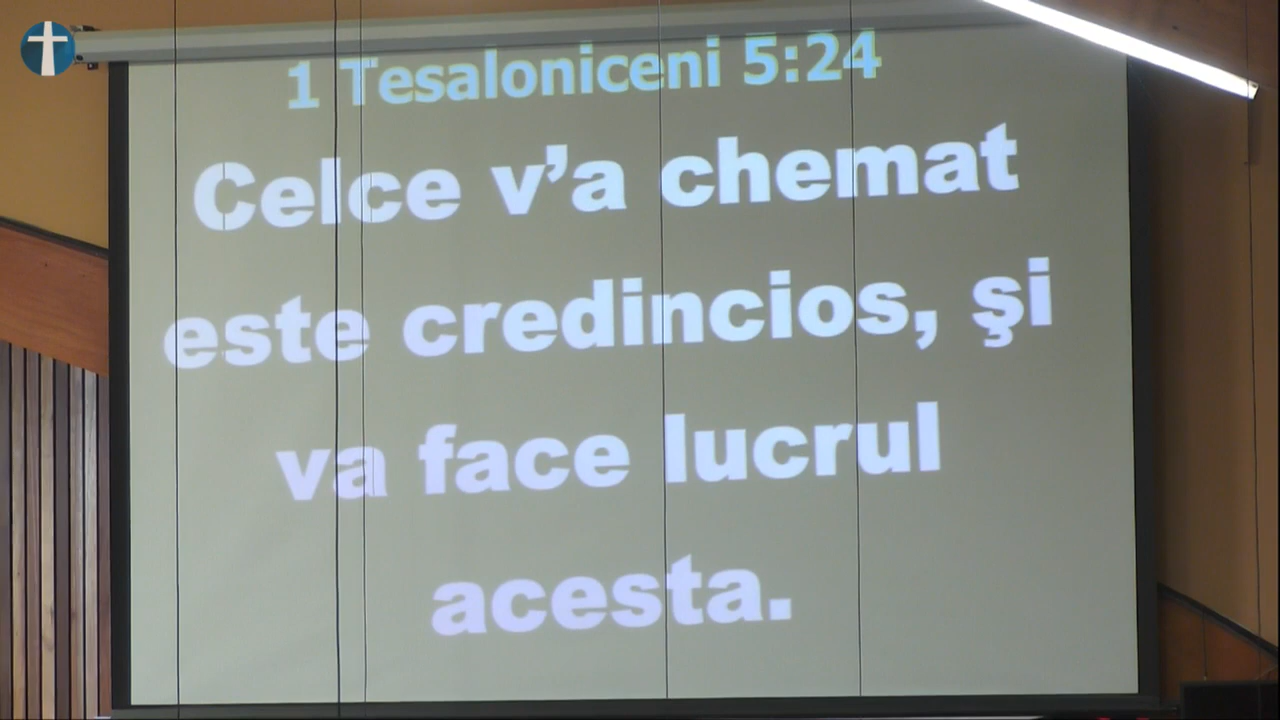 1 Tesaloniceni 5:24
Celce v’a chemat
este credincios, şi
va face lucrul
acesta.